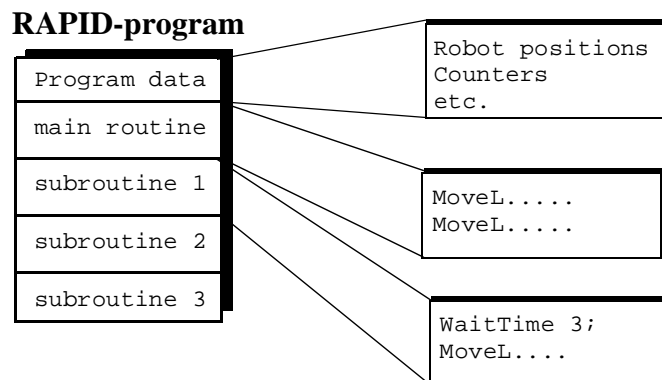 RAPID-program
Program data
main routine
subroutine 1
subroutine 2
subroutine 3
Robot positions
Counters
etc.
MoveL.....
MoveL.....
WaitTime 3;
MoveL....